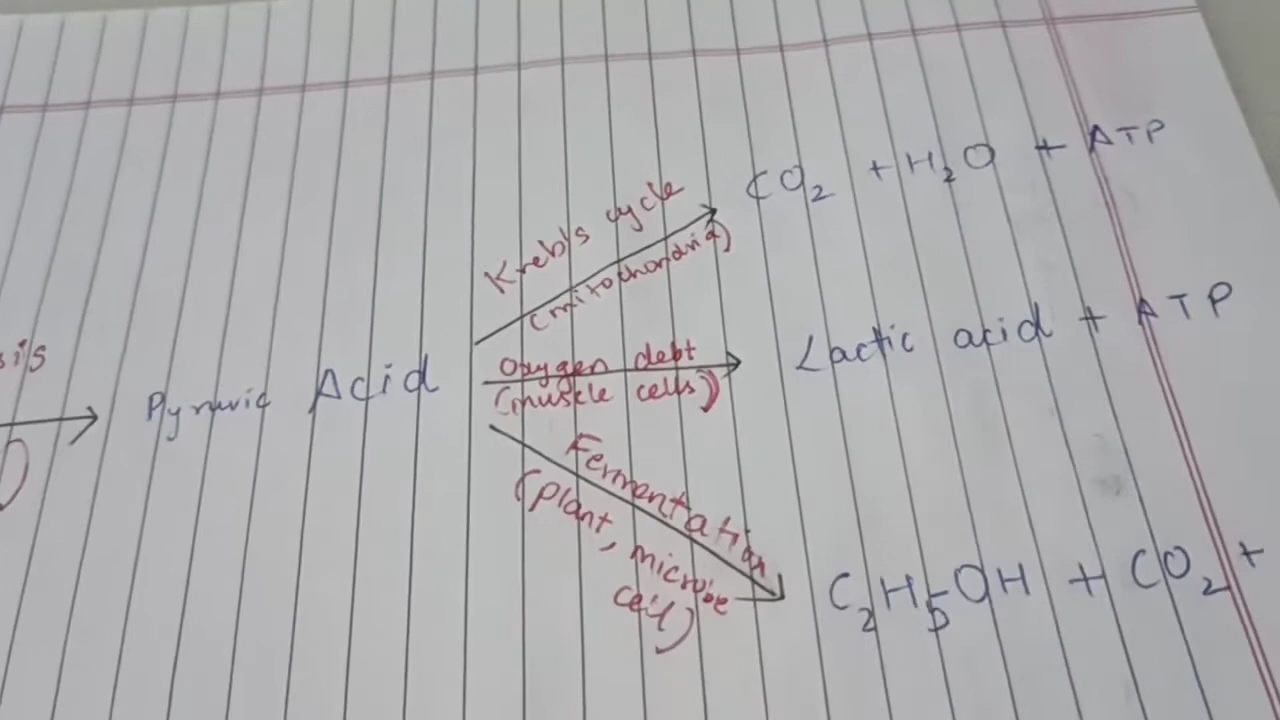 Kreb's cycle
(mitochondria)
CO2 + H2O + ATP
sis
Pyruvic Acid
Oxygen debt
(muscle cells)
Lactic acid + ATP
Fermentation
(plant, microbe
cell)
C2H5OH + CO2 +